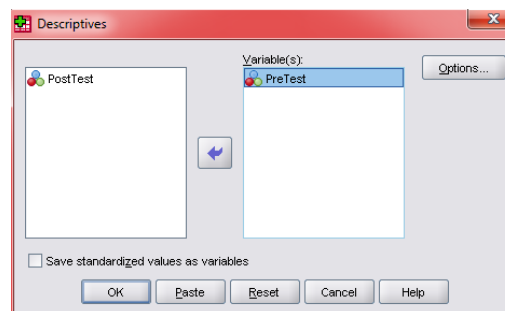 Descriptives
Variable(s):
PostTest
PreTest
Options...
Save standardized values as variables
OK
Paste
Reset
Cancel
Help